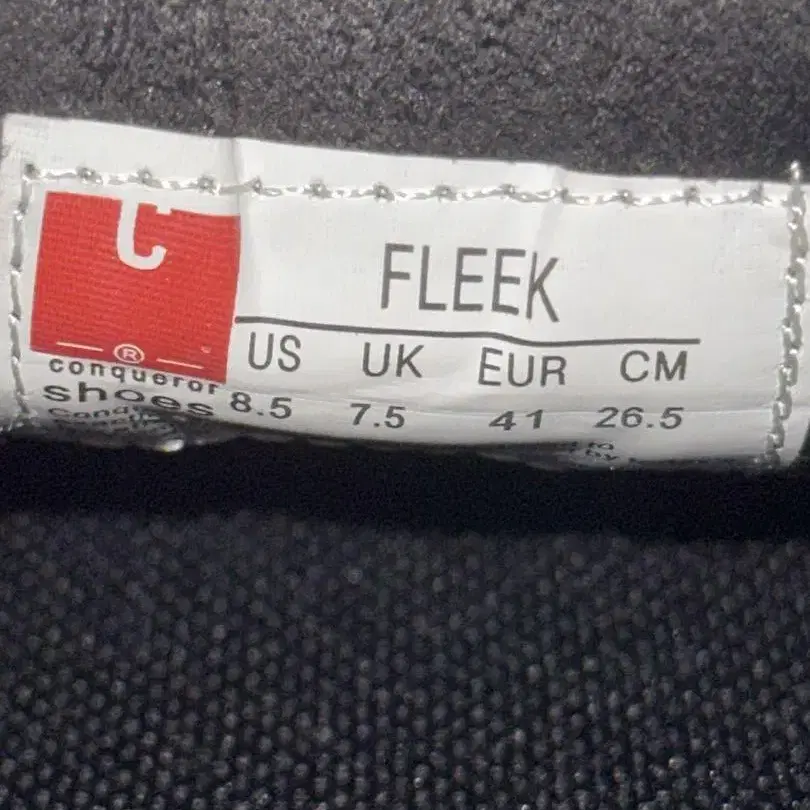 FLEEK
US UK EUR CM
8.5 7.5 41 26.5
®
conqueror
shoes